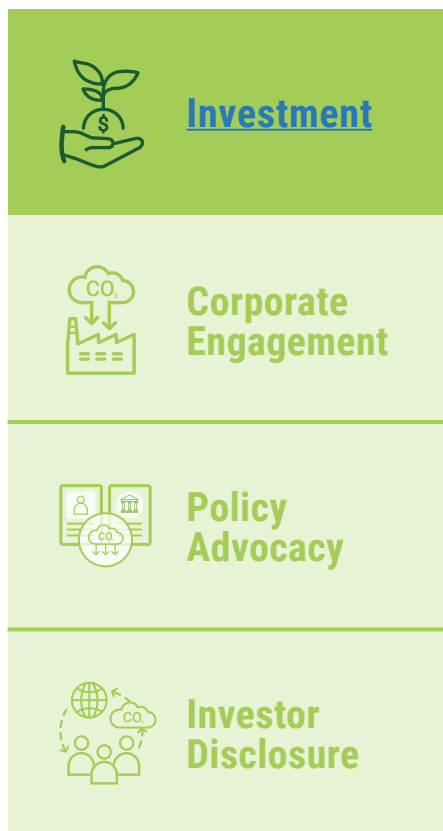 $
Investment
CO₂
Corporate
Engagement
CO₂
Policy
Advocacy
CO₂
Investor
Disclosure